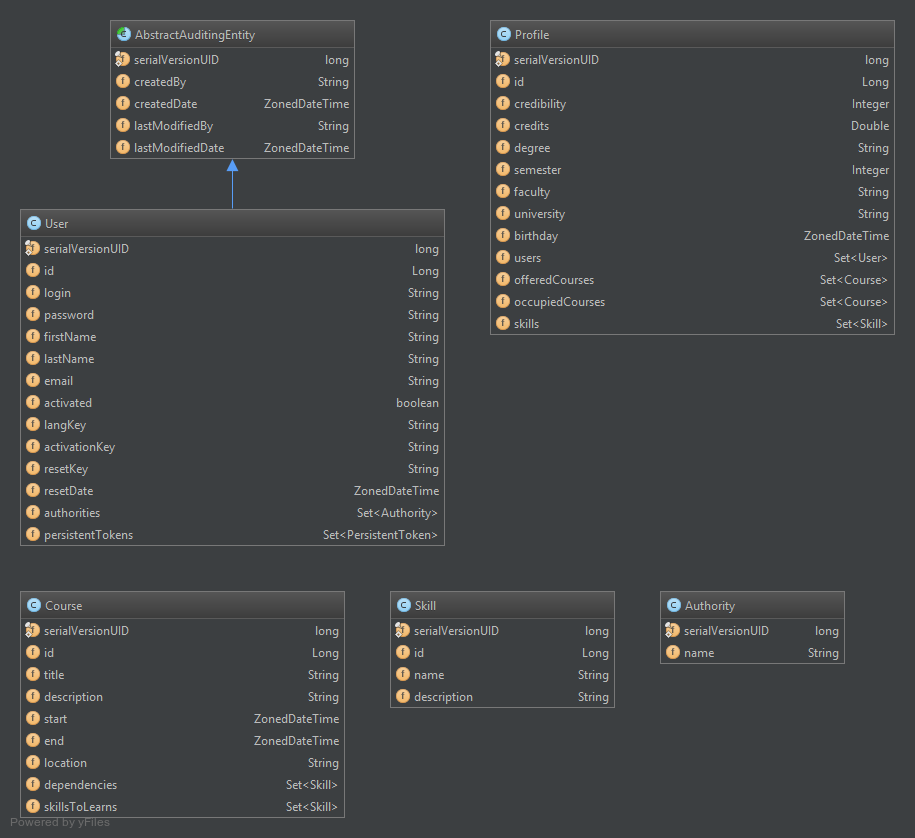 AbstractAuditingEntity
serialVersionUID long
createdBy String
createdDate ZonedDateTime
lastModifiedBy String
lastModifiedDate ZonedDateTime
Profile
serialVersionUID long
id Long
credibility Integer
credits Double
degree String
semester Integer
faculty String
university String
birthday ZonedDateTime
users Set<User>
offeredCourses Set<Course>
occupiedCourses Set<Course>
skills Set<Skill>
User
serialVersionUID long
id Long
login String
password String
firstName String
lastName String
email String
activated boolean
langKey String
activationKey String
resetKey String
resetDate ZonedDateTime
authorities Set<Authority>
persistentTokens Set<PersistentToken>
Course
serialVersionUID long
id Long
title String
description String
start ZonedDateTime
end ZonedDateTime
location String
dependencies Set<Skill>
skillsToLearns Set<Skill>
Skill
serialVersionUID long
id Long
name String
description String
Authority
serialVersionUID long
name String
Powered by yFiles